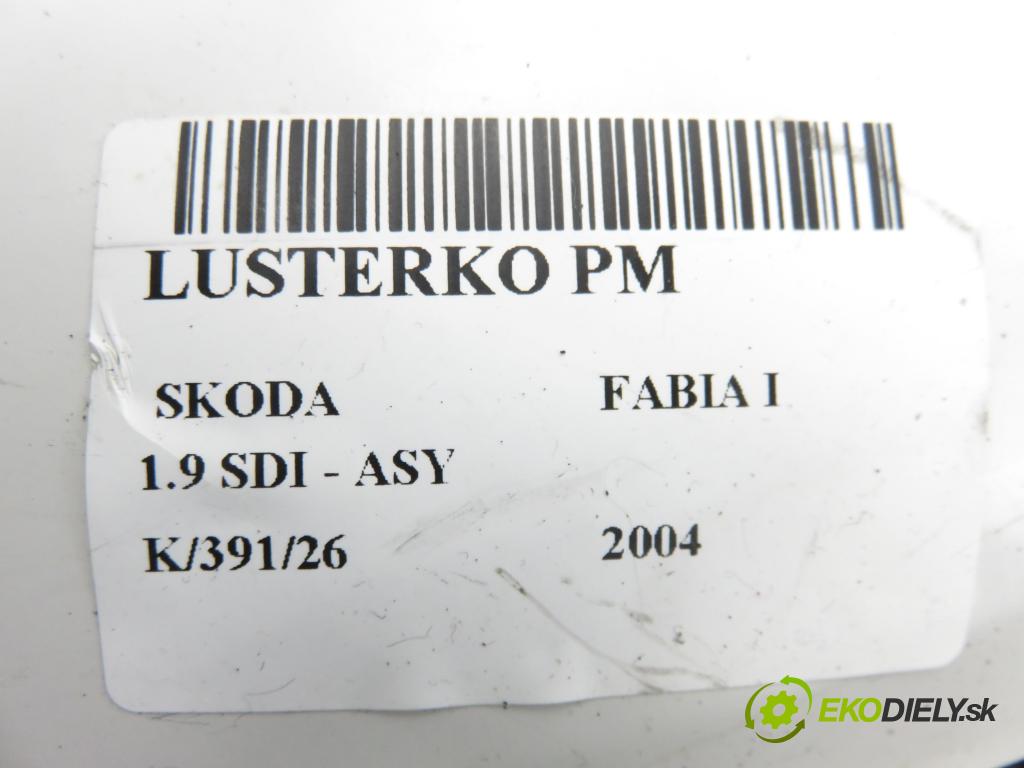 LUSTERKO PM
SKODA FABIA I
1.9 SDI - ASY
K/391/26 2004
EKODIELY.sk